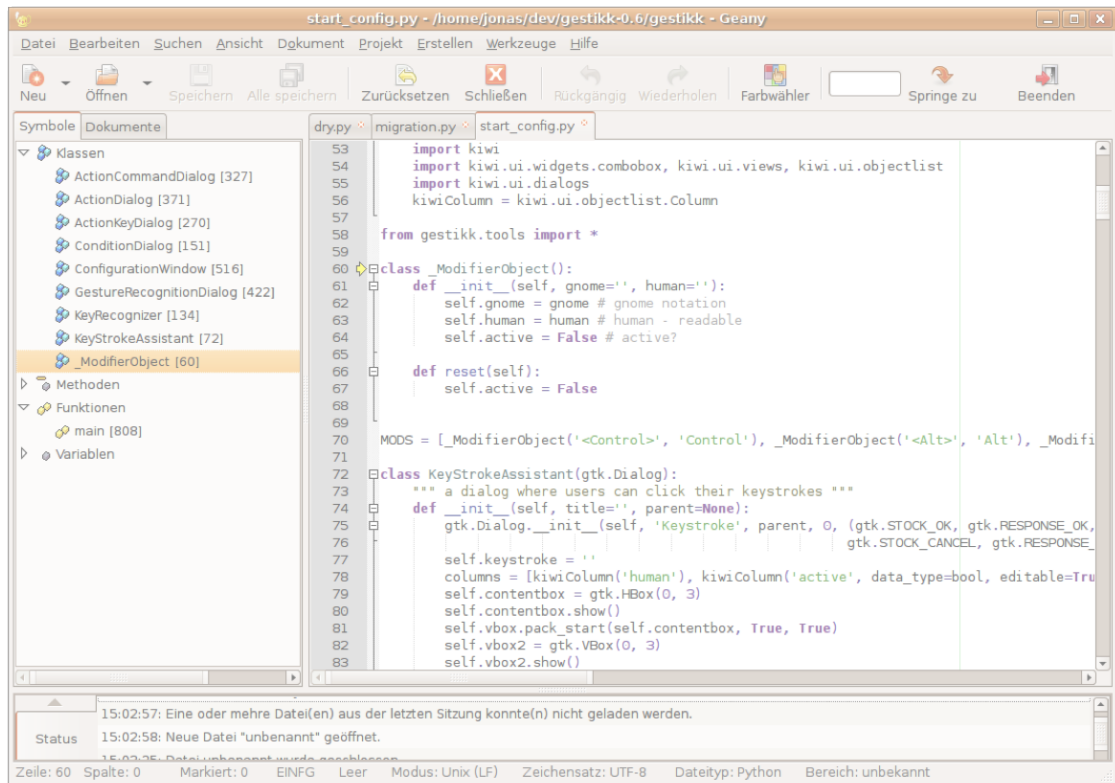 start_config.py - /home/jonas/dev/gestikk-0.6/gestikk - Geany
Datei Bearbeiten Suchen Ansicht Dokument Projekt Erstellen Werkzeuge Hilfe
Neu Öffnen Speichern Alle speichern Zurücksetzen Schließen Rückgängig Wiederholen Farbwähler Springe zu Beenden
Symbole Dokumente
Klassen
ActionCommandDialog [327]
ActionDialog [371]
ActionKeyDialog [270]
ConditionDialog [151]
ConfigurationWindow [516]
GestureRecognitionDialog [422]
KeyRecognizer [134]
KeyStrokeAssistant [72]
_ModifierObject [60]
Methoden
Funktionen
main [808]
Variablen
dry.py migration.py start_config.py
53 import kiwi
54 import kiwi.ui.widgets.combobox, kiwi.ui.views, kiwi.ui.objectlist
55 import kiwi.ui.dialogs
56 kiwiColumn = kiwi.ui.objectlist.Column
57
58 from gestikk.tools import *
59
60 class _ModifierObject():
61 def __init__(self, gnome='', human=''):
62 self.gnome = gnome # gnome notation
63 self.human = human # human - readable
64 self.active = False # active?
65
66 def reset(self):
67 self.active = False
68
69
70 MODS = [_ModifierObject('<Control>', 'Control'), _ModifierObject('<Alt>', 'Alt'), _Modifi
71
72 class KeyStrokeAssistant(gtk.Dialog):
73 """ a dialog where users can click their keystrokes """
74 def __init__(self, title='', parent=None):
75 gtk.Dialog.__init__(self, 'Keystroke', parent, 0, (gtk.STOCK_OK, gtk.RESPONSE_OK,
76 gtk.STOCK_CANCEL, gtk.RESPONSE_
77 self.keystroke = ''
78 columns = [kiwiColumn('human'), kiwiColumn('active', data_type=bool, editable=Tru
79 self.contentbox = gtk.HBox(0, 3)
80 self.contentbox.show()
81 self.vbox.pack_start(self.contentbox, True, True)
82 self.vbox2 = gtk.VBox(0, 3)
83 self.vbox2.show()
Status
15:02:57: Eine oder mehre Datei(en) aus der letzten Sitzung konnte(n) nicht geladen werden.
15:02:58: Neue Datei "unbenannt" geöffnet.
Zeile: 60 Spalte: 0 Markiert: 0 EINFG Leer Modus: Unix (LF) Zeichensatz: UTF-8 Dateityp: Python Bereich: unbekannt